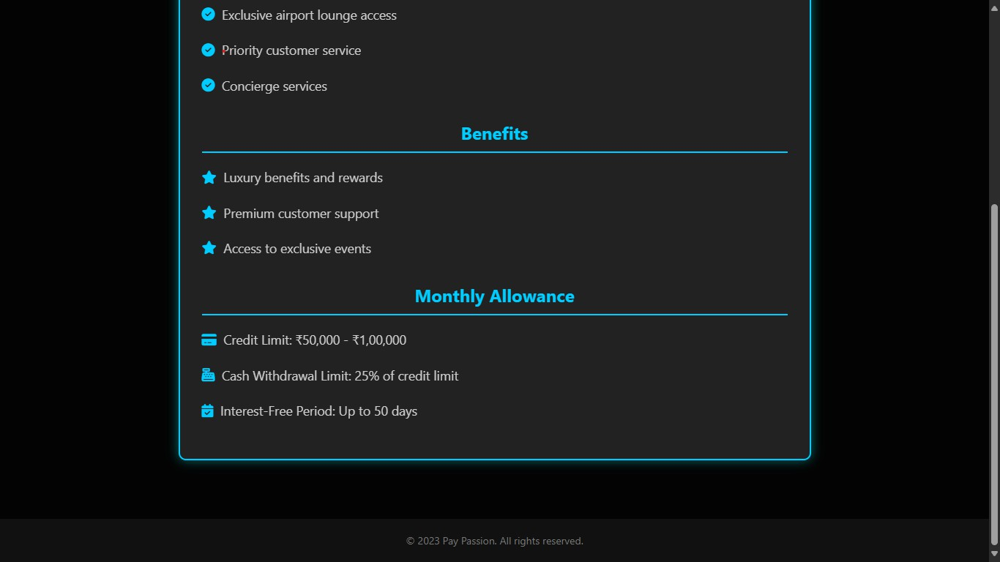 Exclusive airport lounge access
Priority customer service
Concierge services
Benefits
Luxury benefits and rewards
Premium customer support
Access to exclusive events
Monthly Allowance
Credit Limit: ₹50,000 - ₹1,00,000
Cash Withdrawal Limit: 25% of credit limit
Interest-Free Period: Up to 50 days
© 2023 Pay Passion. All rights reserved.